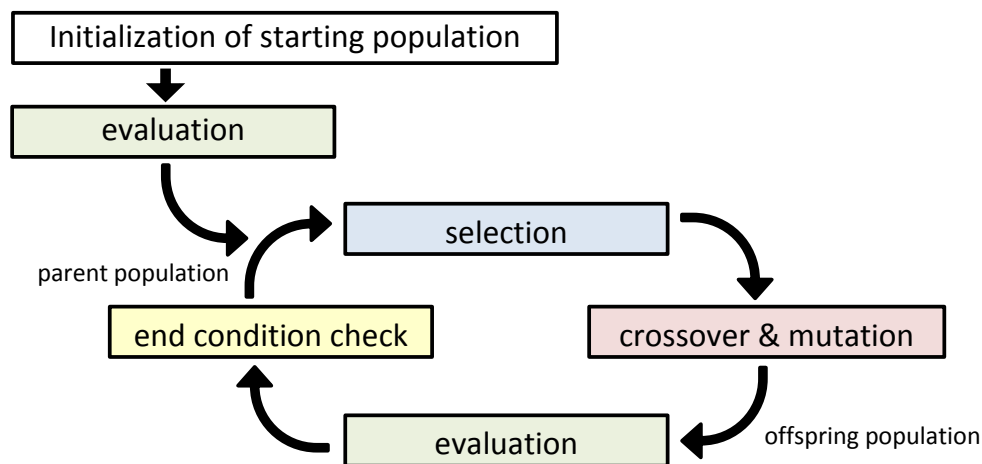 Initialization of starting population
evaluation
selection
parent population
end condition check
crossover & mutation
offspring population
evaluation